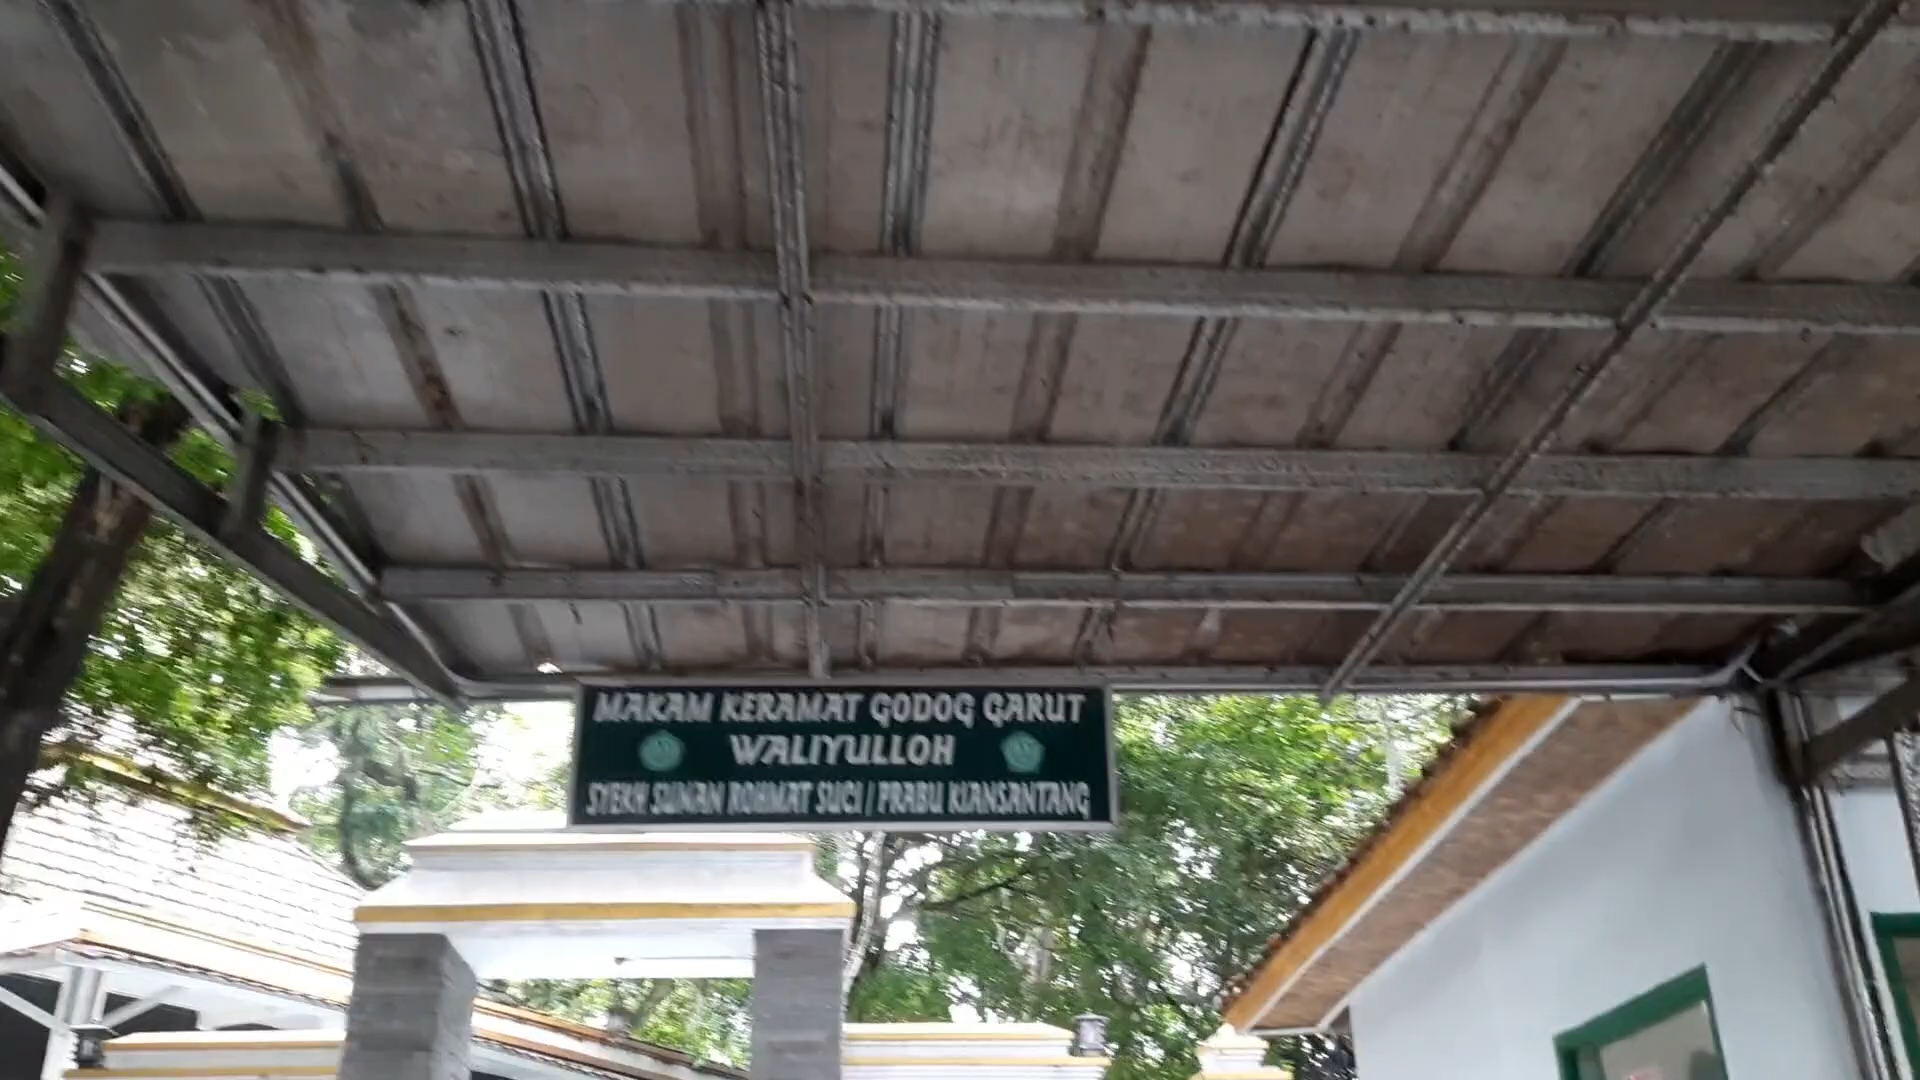 MAKAM KERAMAT GODOG GARUT
WALIYULLOH
SYEKH SUNAN ROHMAT SUCI / PRABU KIANSANTANG